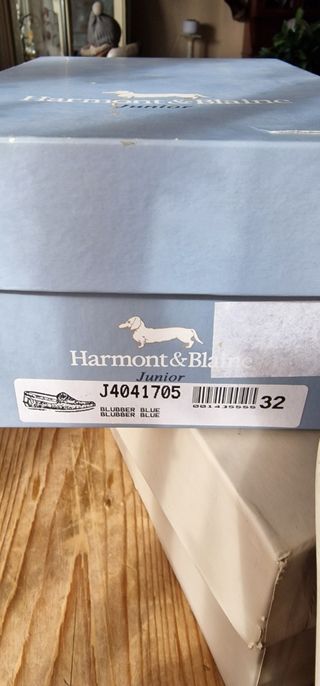 Harmont & Blaine
Junior
Harmont & Blaine
Junior
J4041705
BLUBBER BLUE
BLUBBER BLUE
32